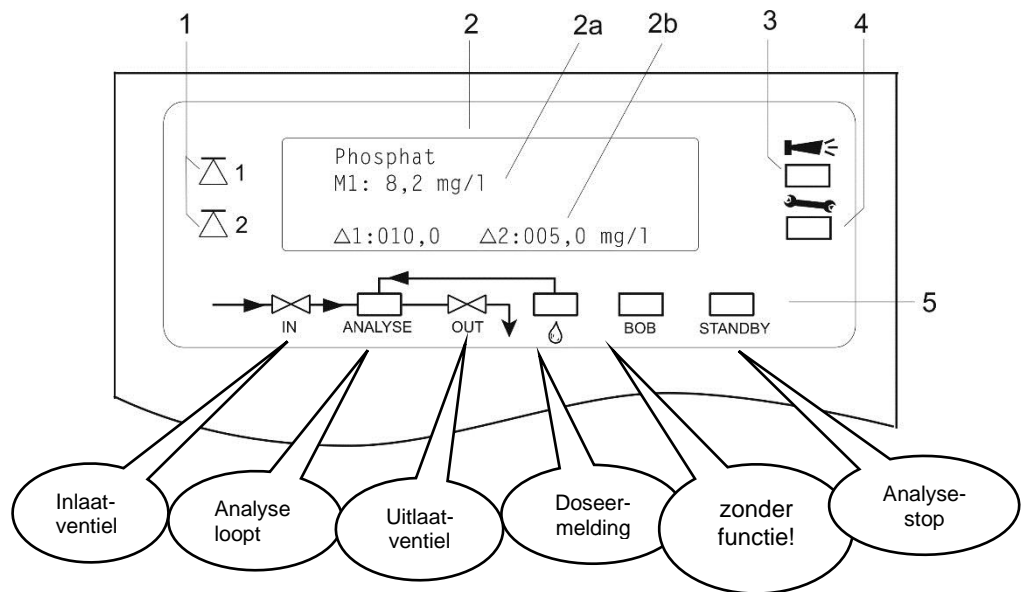 1
2
2a
2b
3
4
Phosphat
M1: 8,2 mg/l
△1:010,0 △2:005,0 mg/l
1
2
5
IN
ANALYSE
OUT
BOB
STANDBY
Inlaat-
ventiel
Analyse
loopt
Uitlaat-
ventiel
Doseer-
melding
zonder
functie!
Analyse-
stop